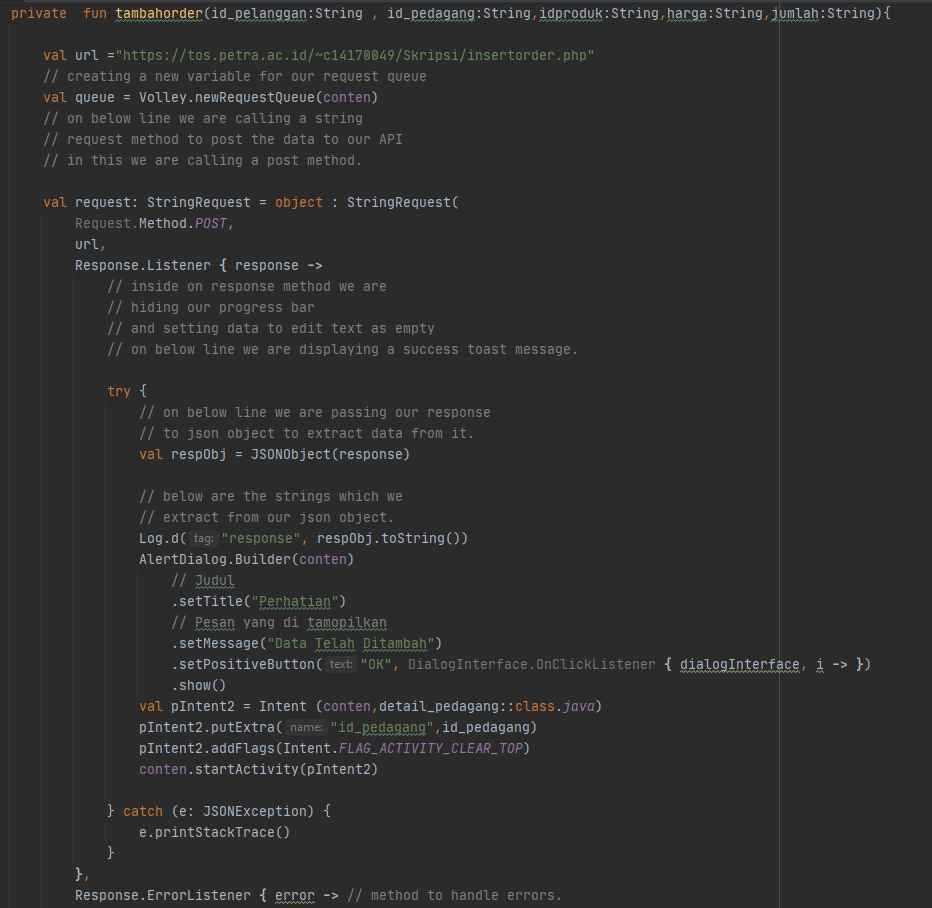 private  fun tambahorder(id_pelanggan:String , id_pedagang:String,idproduk:String,harga:String,jumlah:String){
val url ="https://tos.petra.ac.id/~c14170049/Skripsi/insertorder.php"
// creating a new variable for our request queue
val queue = Volley.newRequestQueue(conten)
// on below line we are calling a string
// request method to post the data to our API
// in this we are calling a post method.
val request: StringRequest = object : StringRequest(
Request.Method.POST,
url,
Response.Listener { response ->
// inside on response method we are
// hiding our progress bar
// and setting data to edit text as empty
// on below line we are displaying a success toast message.
try {
// on below line we are passing our response
// to json object to extract data from it.
val respObj = JSONObject(response)
// below are the strings which we
// extract from our json object.
Log.d( tag: "response", respObj.toString())
AlertDialog.Builder(conten)
// Judul
.setTitle("Perhatian")
// Pesan yang di tamopilkan
.setMessage("Data Telah Ditambah")
.setPositiveButton( text: "OK", DialogInterface.OnClickListener { dialogInterface, i -> })
.show()
val pIntent2 = Intent (conten,detail_pedagang::class.java)
pIntent2.putExtra( name: "id_pedagang",id_pedagang)
pIntent2.addFlags(Intent.FLAG_ACTIVITY_CLEAR_TOP)
conten.startActivity(pIntent2)
} catch (e: JSONException) {
e.printStackTrace()
}
},
Response.ErrorListener { error -> // method to handle errors.